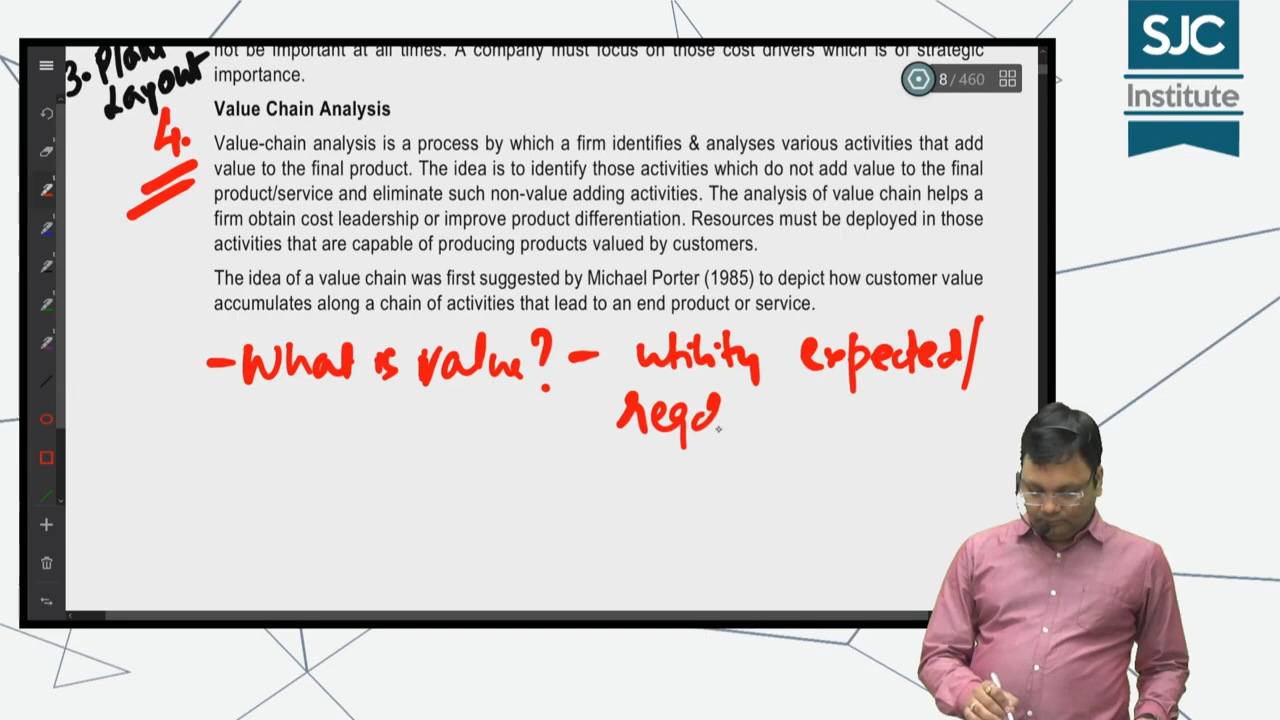 not be important at all times. A company must focus on those cost drivers which is of strategic
importance.
3. Plant
Layout
SJC
Institute
8 / 460
4.
Value Chain Analysis
Value-chain analysis is a process by which a firm identifies & analyses various activities that add
value to the final product. The idea is to identify those activities which do not add value to the final
product/service and eliminate such non-value adding activities. The analysis of value chain helps a
firm obtain cost leadership or improve product differentiation. Resources must be deployed in those
activities that are capable of producing products valued by customers.
The idea of a value chain was first suggested by Michael Porter (1985) to depict how customer value
accumulates along a chain of activities that lead to an end product or service.
- What is value? - utility expected/
reqd